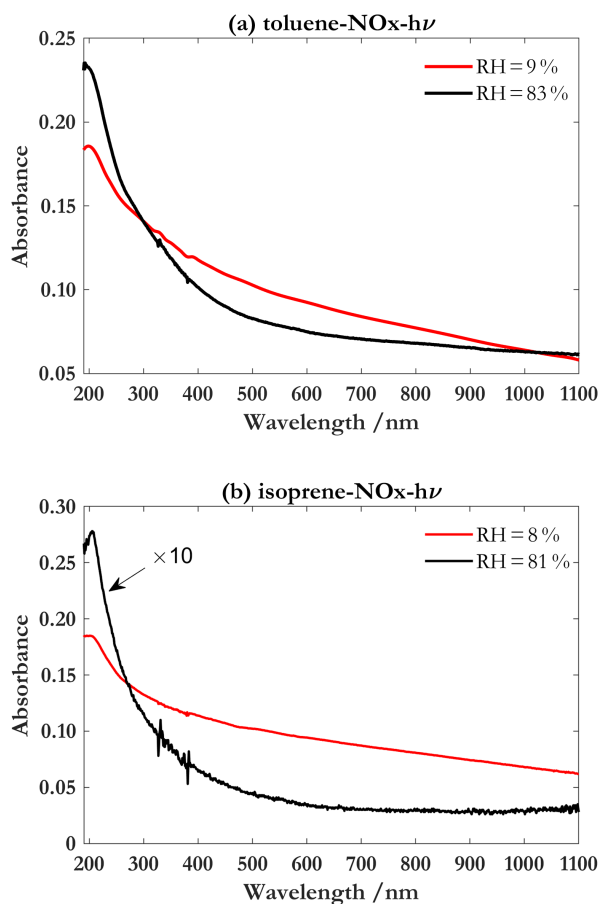 (a) toluene-NOx-hν
0.25
0.20
0.15
0.10
0.05
Absorbance
RH = 9 %
RH = 83 %
200 300 400 500 600 700 800 900 1000 1100
Wavelength /nm
(b) isoprene-NOx-hν
0.30
0.25
0.20
0.15
0.10
0.05
0
Absorbance
×10
RH = 8 %
RH = 81 %
200 300 400 500 600 700 800 900 1000 1100
Wavelength /nm